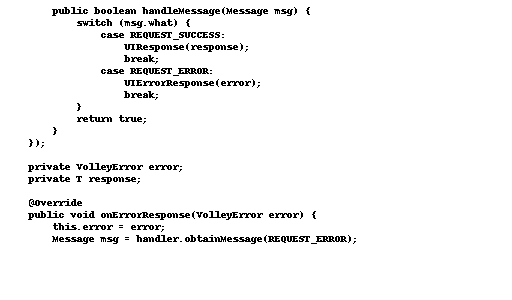 public boolean handleMessage(Message msg) {
switch (msg.what) {
case REQUEST_SUCCESS:
UIResponse(response);
break;
case REQUEST_ERROR:
UIErrorResponse(error);
break;
}
return true;
}
});
private VolleyError error;
private T response;
@Override
public void onErrorResponse(VolleyError error) {
this.error = error;
Message msg = handler.obtainMessage(REQUEST_ERROR);